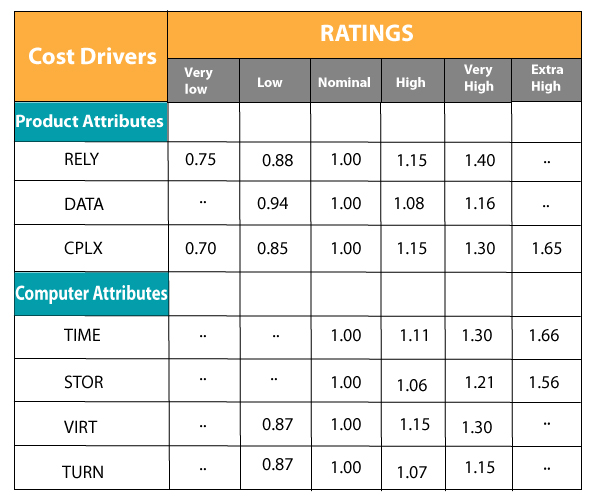 Cost Drivers RATINGS
Very low Low Nominal High Very High Extra High
Product Attributes
RELY 0.75 0.88 1.00 1.15 1.40 ..
DATA .. 0.94 1.00 1.08 1.16 ..
CPLX 0.70 0.85 1.00 1.15 1.30 1.65
Computer Attributes
TIME .. .. 1.00 1.11 1.30 1.66
STOR .. .. 1.00 1.06 1.21 1.56
VIRT .. 0.87 1.00 1.15 1.30 ..
TURN .. 0.87 1.00 1.07 1.15 ..